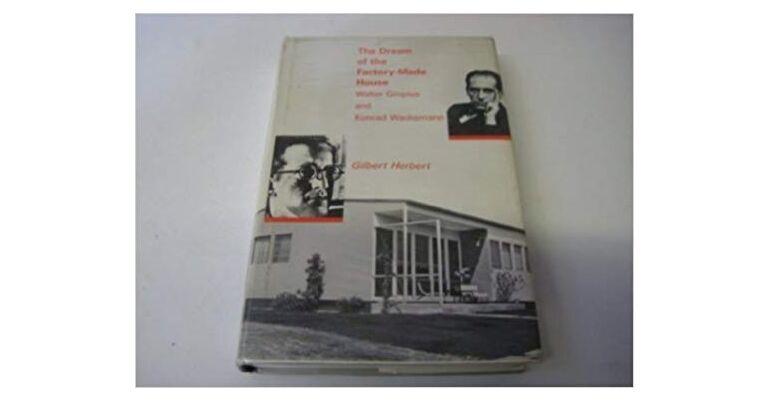 The Dream
of the
Factory-Made
House
Walter Gropius
and
Konrad Wachsmann
Gilbert Herbert